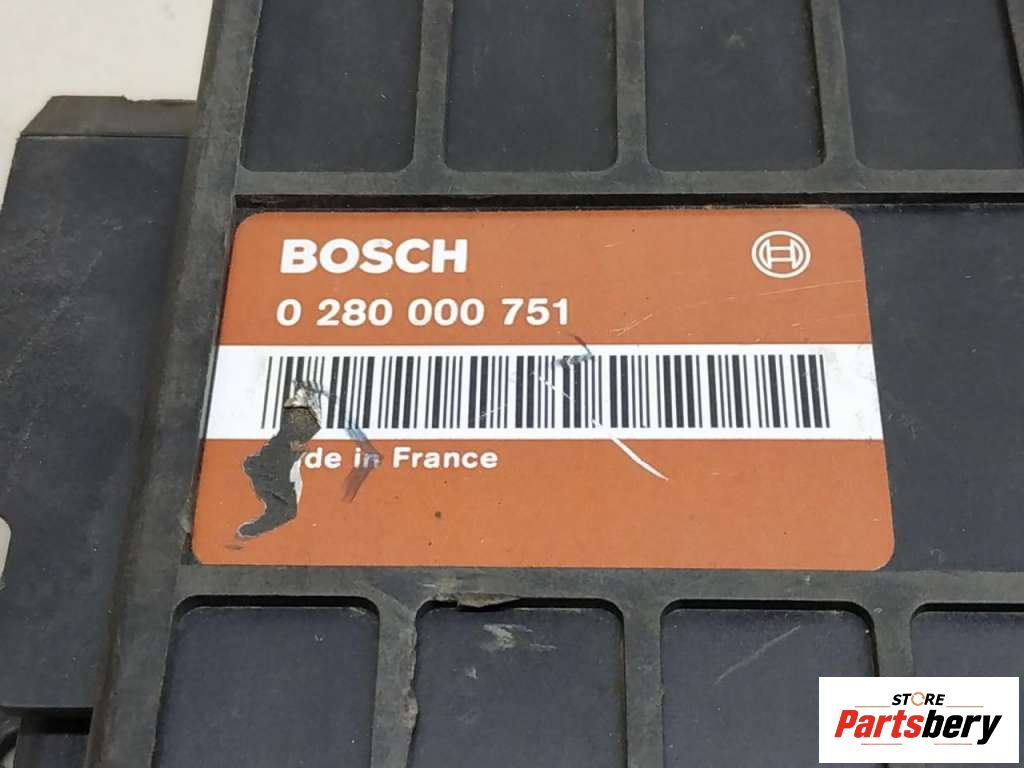 BOSCH
0 280 000 751
de in France
STORE
Partsbery